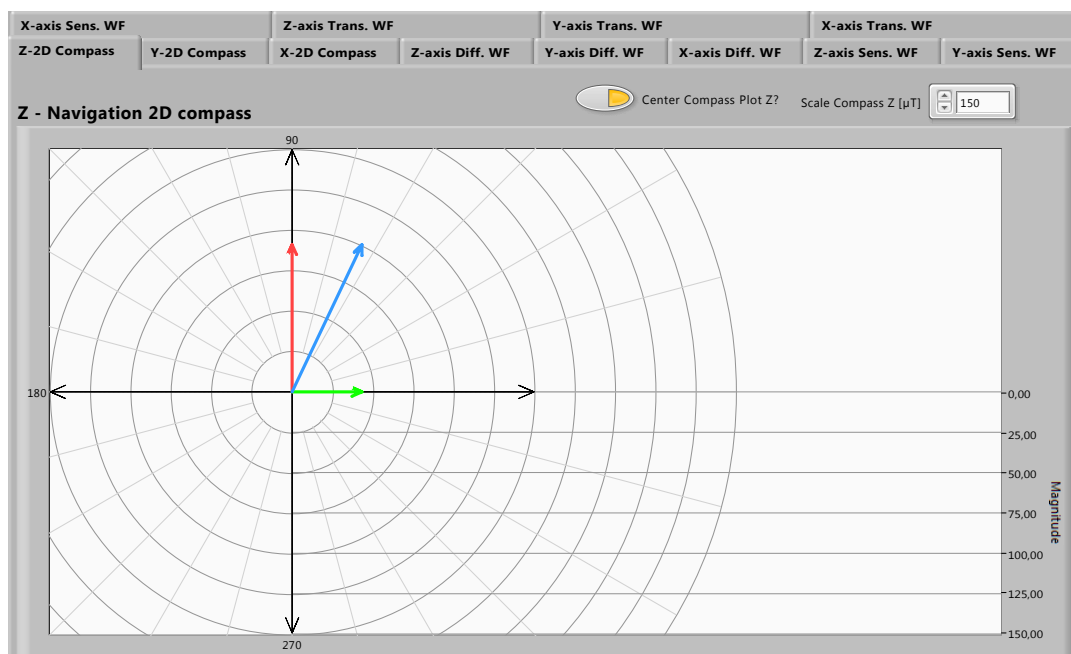 X-axis Sens. WF Z-axis Trans. WF Y-axis Trans. WF X-axis Trans. WF
Z-2D Compass Y-2D Compass X-2D Compass Z-axis Diff. WF Y-axis Diff. WF X-axis Diff. WF Z-axis Sens. WF Y-axis Sens. WF
Center Compass Plot Z? Scale Compass Z [µT] 150
Z - Navigation 2D compass
90
180
0,00
25,00
50,00
75,00
100,00
125,00
150,00
Magnitude
270